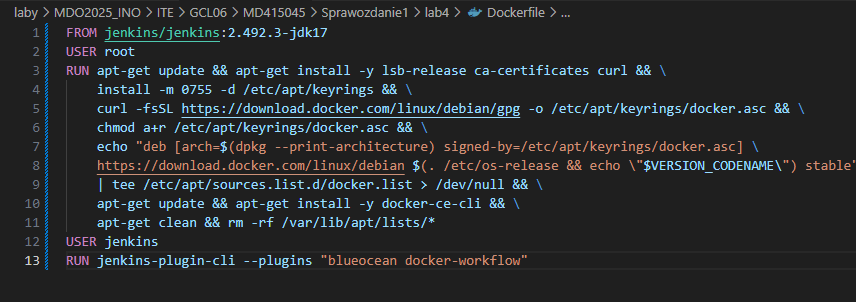 laby > MDO2025_INO > ITE > GCL06 > MD415045 > Sprawozdanie1 > lab4 > Dockerfile > ...
1 FROM jenkins/jenkins:2.492.3-jdk17
2 USER root
3 RUN apt-get update && apt-get install -y lsb-release ca-certificates curl && \
4 install -m 0755 -d /etc/apt/keyrings && \
5 curl -fsSL https://download.docker.com/linux/debian/gpg -o /etc/apt/keyrings/docker.asc && \
6 chmod a+r /etc/apt/keyrings/docker.asc && \
7 echo "deb [arch=$(dpkg --print-architecture) signed-by=/etc/apt/keyrings/docker.asc] \
8 https://download.docker.com/linux/debian $(. /etc/os-release && echo \"$VERSION_CODENAME\") stable"
9 | tee /etc/apt/sources.list.d/docker.list > /dev/null && \
10 apt-get update && apt-get install -y docker-ce-cli && \
11 apt-get clean && rm -rf /var/lib/apt/lists/*
12 USER jenkins
13 RUN jenkins-plugin-cli --plugins "blueocean docker-workflow"